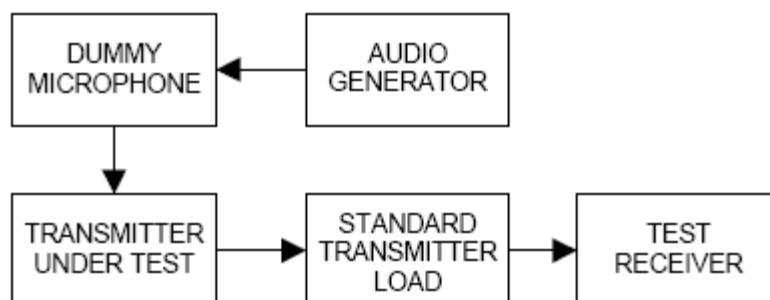 DUMMY
MICROPHONE
AUDIO
GENERATOR
TRANSMITTER
UNDER TEST
STANDARD
TRANSMITTER
LOAD
TEST
RECEIVER